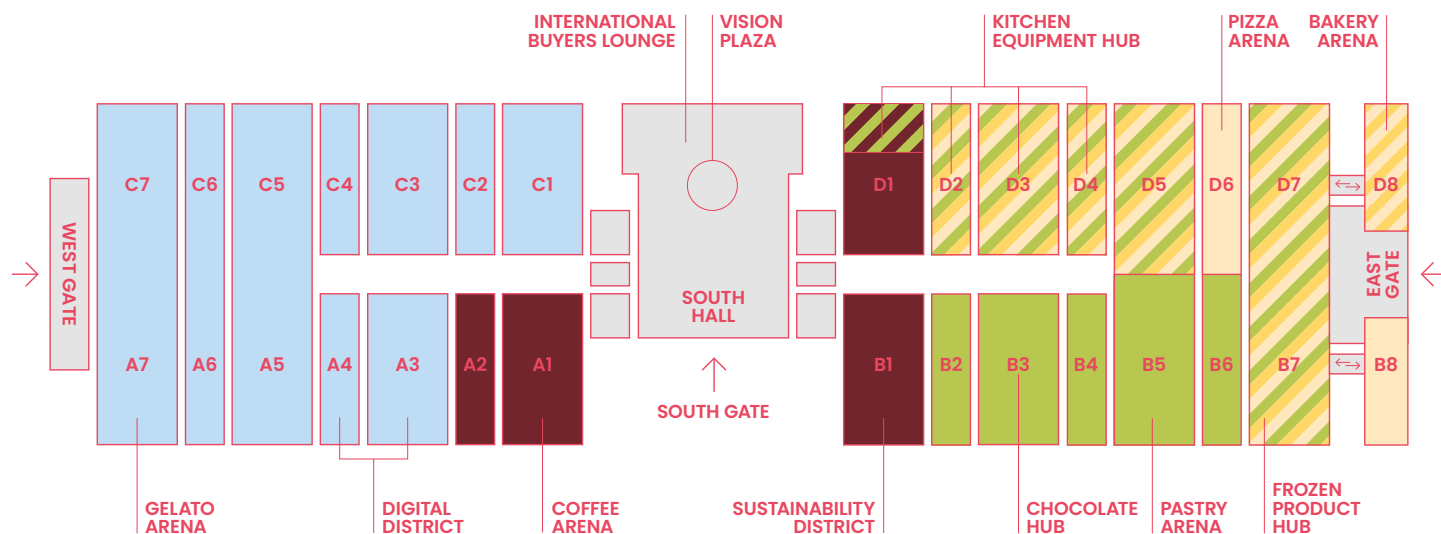 INTERNATIONAL
BUYERS LOUNGE
VISION
PLAZA
KITCHEN
EQUIPMENT HUB
PIZZA
ARENA
BAKERY
ARENA
C7
C6
C5
C4
C3
C2
C1
D1
D2
D3
D4
D5
D6
D7
D8
WEST GATE
EAST
GATE
SOUTH
HALL
A7
A6
A5
A4
A3
A2
A1
B1
B2
B3
B4
B5
B6
B7
B8
SOUTH GATE
GELATO
ARENA
DIGITAL
DISTRICT
COFFEE
ARENA
SUSTAINABILITY
DISTRICT
CHOCOLATE
HUB
PASTRY
ARENA
FROZEN
PRODUCT
HUB